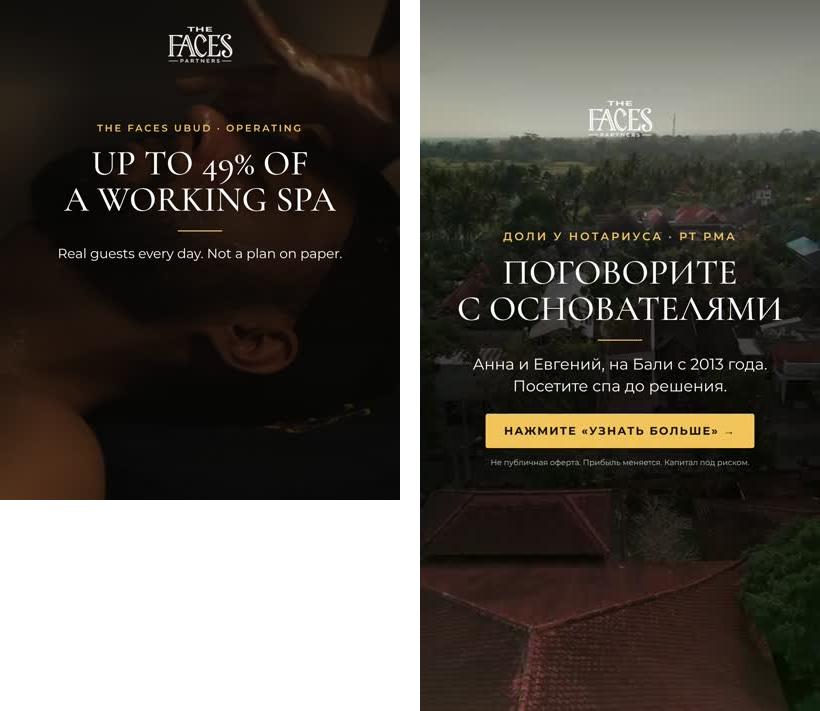 THE
FACES
PARTNERS
THE FACES UBUD · OPERATING
UP TO 49% OF
A WORKING SPA
Real guests every day. Not a plan on paper.
THE
FACES
PARTNERS
ДОЛИ У НОТАРИУСА · PT PMA
ПОГОВОРИТЕ
С ОСНОВАТЕЛЯМИ
Анна и Евгений, на Бали с 2013 года.
Посетите спа до решения.
НАЖМИТЕ «УЗНАТЬ БОЛЬШЕ» →
Не публичная оферта. Прибыль меняется. Капитал под риском.